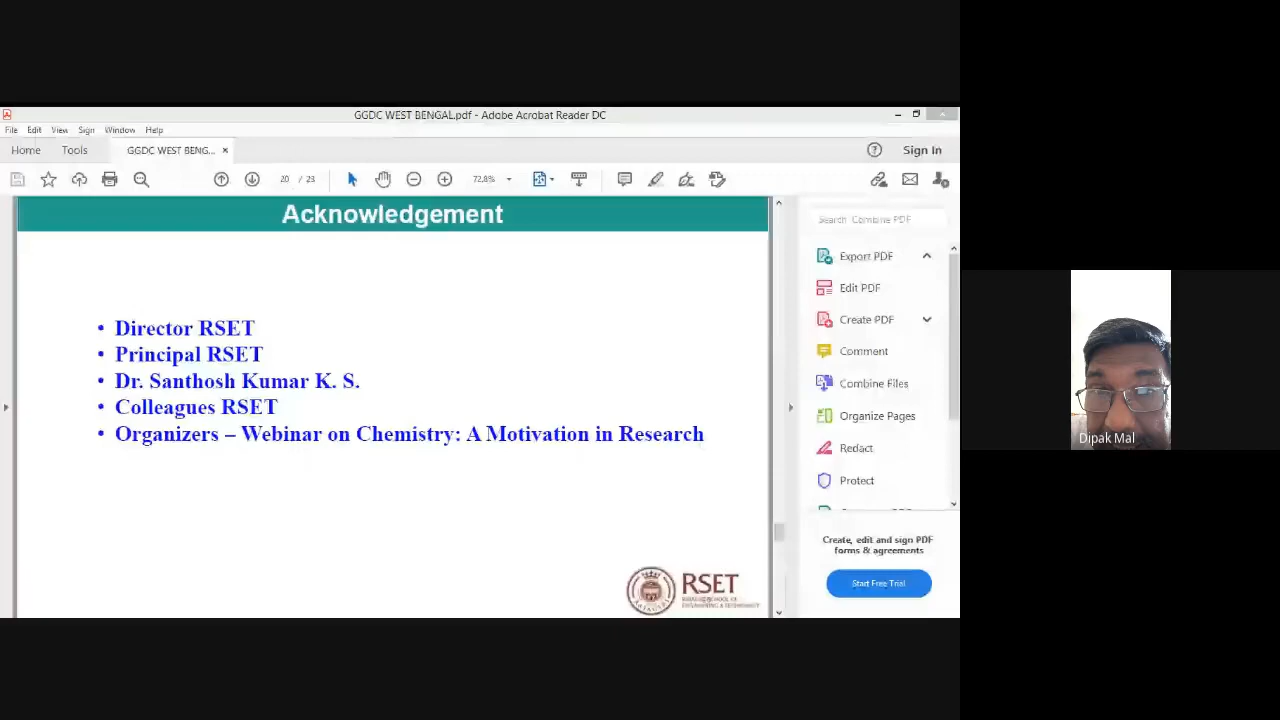 GGDC WEST BENGAL.pdf - Adobe Acrobat Reader DC
File Edit View Sign Window Help
Home Tools GGDC WEST BENG... × Sign In
20 / 23 72.8%
Acknowledgement
• Director RSET
• Principal RSET
• Dr. Santhosh Kumar K. S.
• Colleagues RSET
• Organizers – Webinar on Chemistry: A Motivation in Research
RSET
Search 'Combine PDF'
Export PDF
Edit PDF
Create PDF
Comment
Combine Files
Organize Pages
Redact
Protect
Create, edit and sign PDF
forms & agreements
Start Free Trial
Dipak Mal